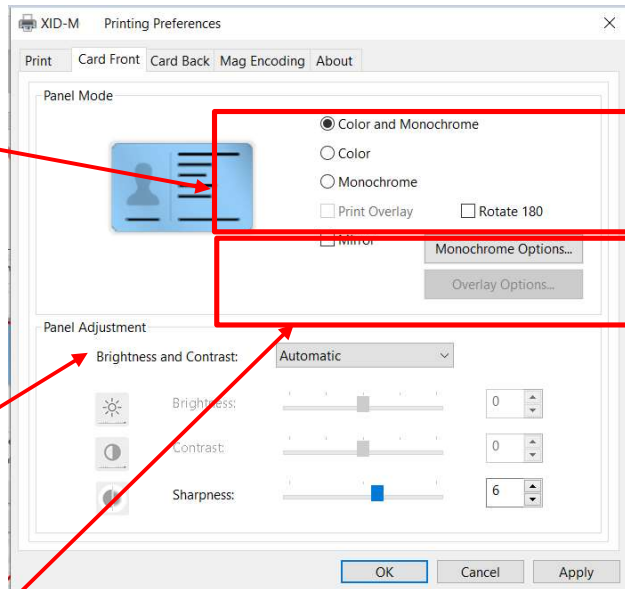 XID-M Printing Preferences
Print Card Front Card Back Mag Encoding About
Panel Mode
Color and Monochrome
Color
Monochrome
Print Overlay Rotate 180
Mirror Monochrome Options...
Overlay Options...
Panel Adjustment
Brightness and Contrast: Automatic
Brightness: 0
Contrast: 0
Sharpness: 6
OK Cancel Apply